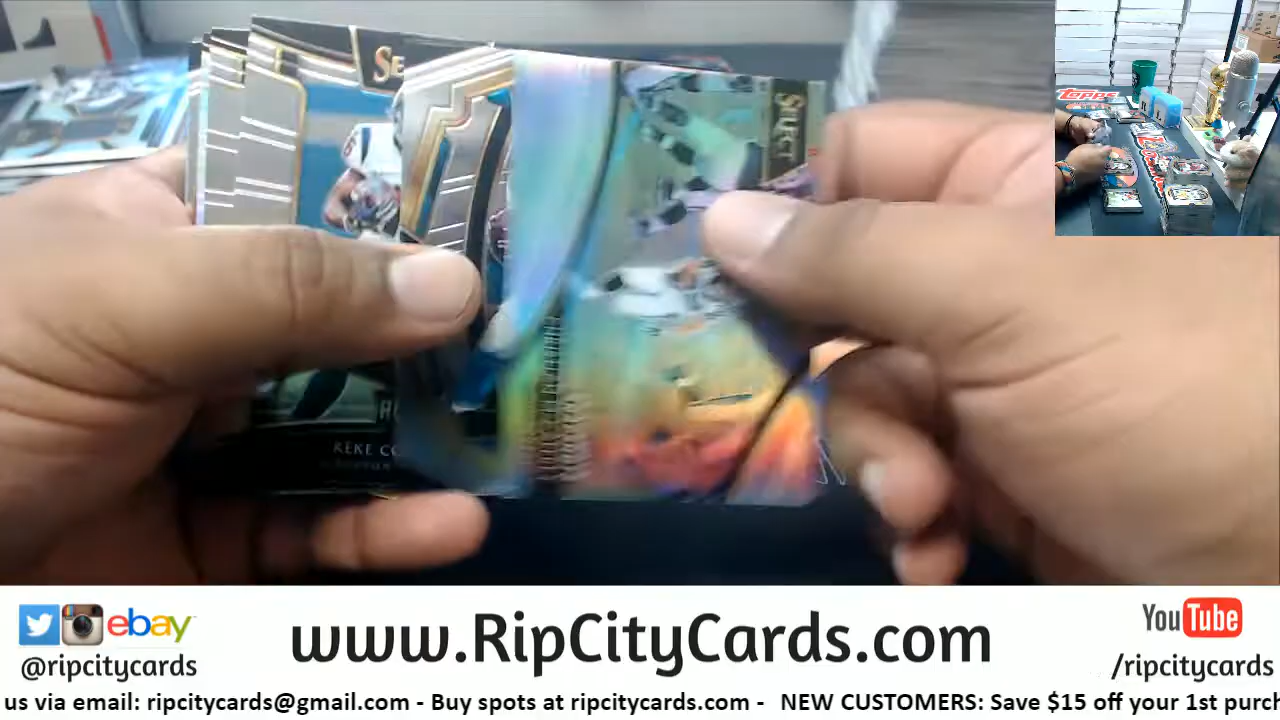 SE
SELECT
Topps
KEKE CO
ebay
www.RipCityCards.com
YouTube
@ripcitycards
/ripcitycards
us via email: ripcitycards@gmail.com - Buy spots at ripcitycards.com - NEW CUSTOMERS: Save $15 off your 1st purch